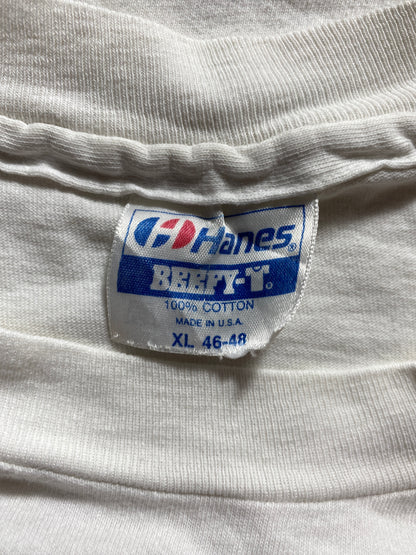 Hanes®
BEEFY-T®
100% COTTON
MADE IN U.S.A.
XL 46-48